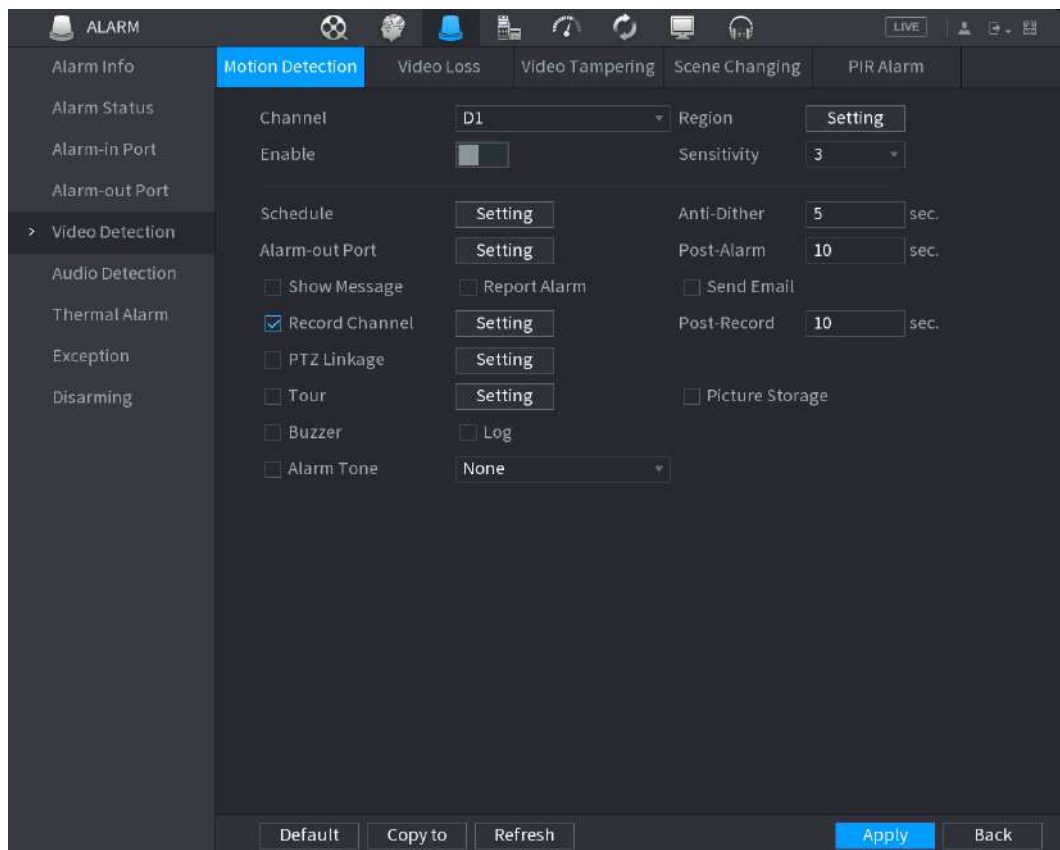 ALARM
LIVE
Alarm Info
Alarm Status
Alarm-in Port
Alarm-out Port
> Video Detection
Audio Detection
Thermal Alarm
Exception
Disarming
Motion Detection Video Loss Video Tampering Scene Changing PIR Alarm
Channel D1 Region Setting
Enable Sensitivity 3
Schedule Setting Anti-Dither 5 sec.
Alarm-out Port Setting Post-Alarm 10 sec.
Show Message Report Alarm Send Email
Record Channel Setting Post-Record 10 sec.
PTZ Linkage Setting
Tour Setting Picture Storage
Buzzer Log
Alarm Tone None
Default Copy to Refresh Apply Back